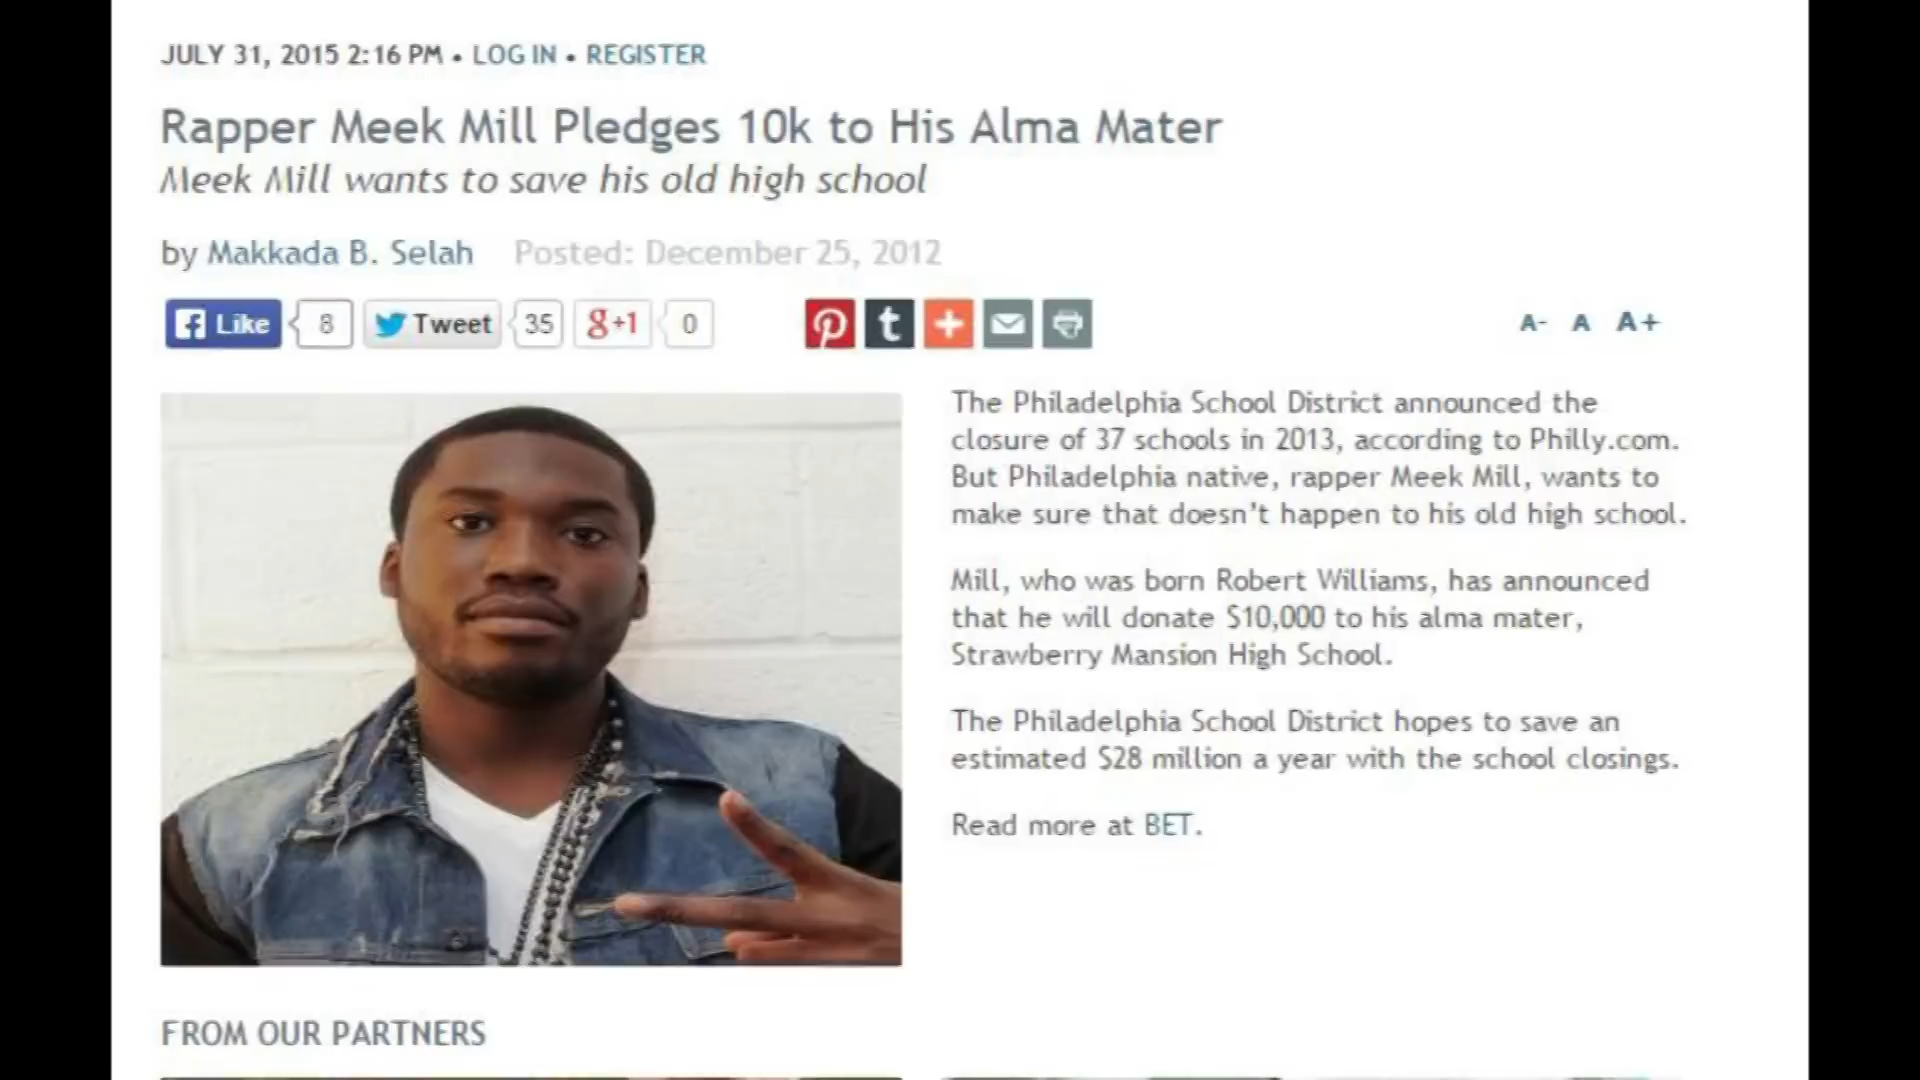 JULY 31, 2015 2:16 PM • LOG IN • REGISTER
Rapper Meek Mill Pledges 10k to His Alma Mater
Meek Mill wants to save his old high school
by Makkada B. Selah Posted: December 25, 2012
Like 8 Tweet 35 g+1 0 A- A A+
The Philadelphia School District announced the
closure of 37 schools in 2013, according to Philly.com.
But Philadelphia native, rapper Meek Mill, wants to
make sure that doesn't happen to his old high school.
Mill, who was born Robert Williams, has announced
that he will donate $10,000 to his alma mater,
Strawberry Mansion High School.
The Philadelphia School District hopes to save an
estimated $28 million a year with the school closings.
Read more at BET.
FROM OUR PARTNERS